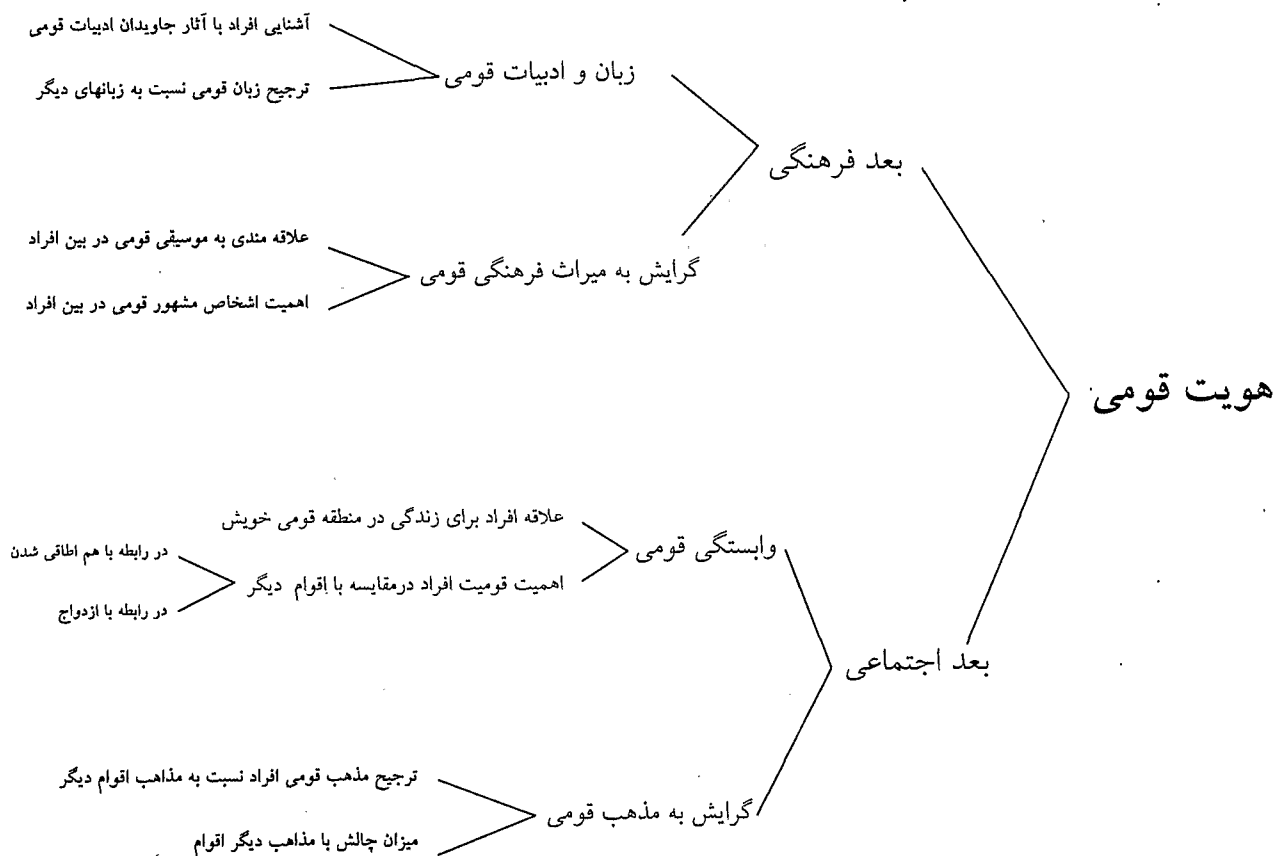 آشنایی افراد با آثار جاویدان ادبیات قومی
زبان و ادبیات قومی
ترجیح زبان قومی نسبت به زبانهای دیگر
بعد فرهنگی
علاقه مندی به موسیقی قومی در بین افراد
گرایش به میراث فرهنگی قومی
اهمیت اشخاص مشهور قومی در بین افراد
هویت قومی
علاقه افراد برای زندگی در منطقه قومی خویش
وابستگی قومی
در رابطه با هم اطاقی شدن
اهمیت قومیت افراد درمقایسه با اقوام دیگر
در رابطه با ازدواج
بعد اجتماعی
ترجیح مذهب قومی افراد نسبت به مذاهب اقوام دیگر
گرایش به مذهب قومی
میزان چالش با مذاهب دیگر اقوام